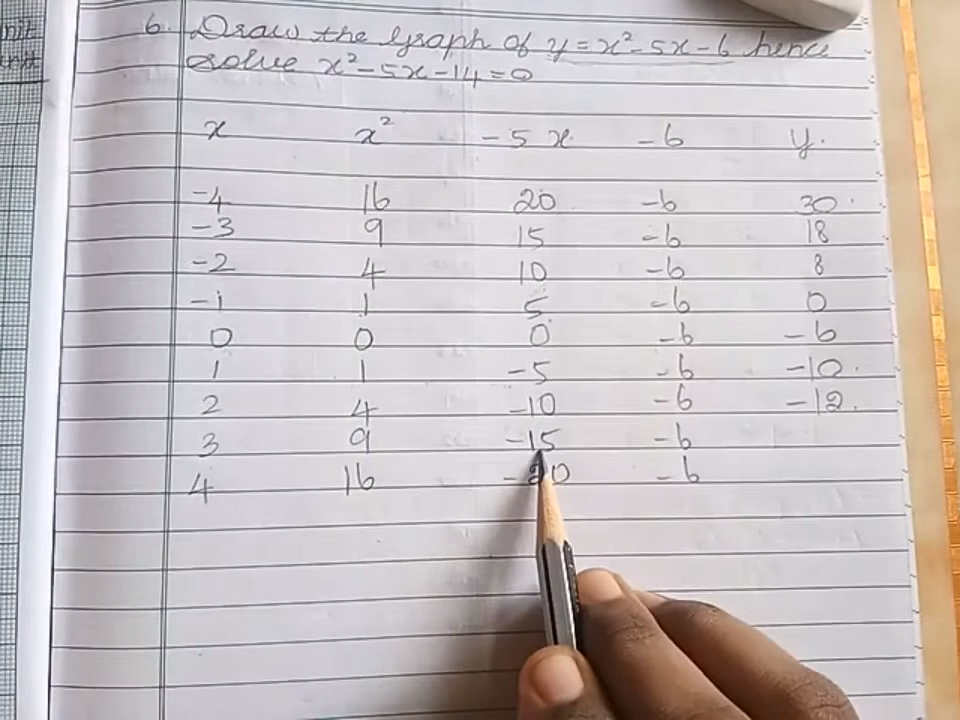 6. Draw the graph of y = x² - 5x - 6 hence
solve x² - 5x - 14 = 0
x x² - 5 x - 6 y.
-4 16 20 -6 30
-3 9 15 -6 18
-2 4 10 -6 8
-1 1 5 -6 0
0 0 0 -6 -6
1 1 -5 -6 -10
2 4 -10 -6 -12
3 9 -15 -6
4 16 -20 -6